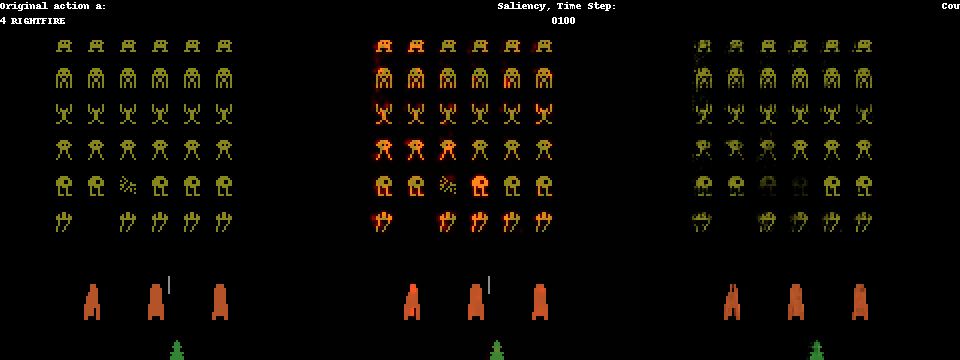 Original action a:
4 RIGHTFIRE
Saliency, Time Step:
0100
Cou